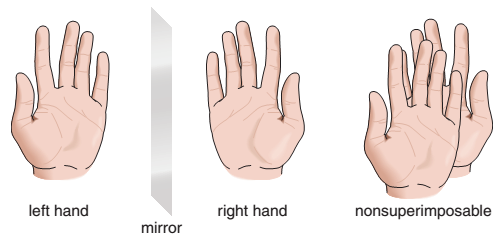 left hand
mirror
right hand
nonsuperimposable